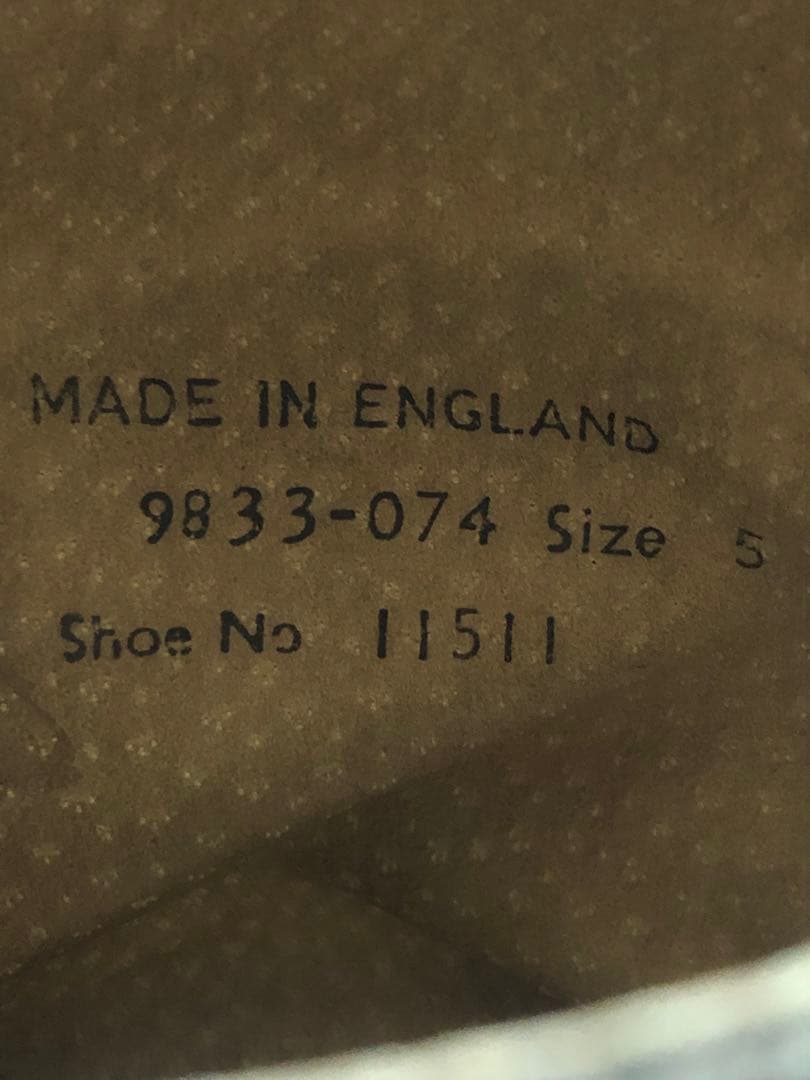 MADE IN ENGLAND
9833-074 Size 5
Shoe No 11511